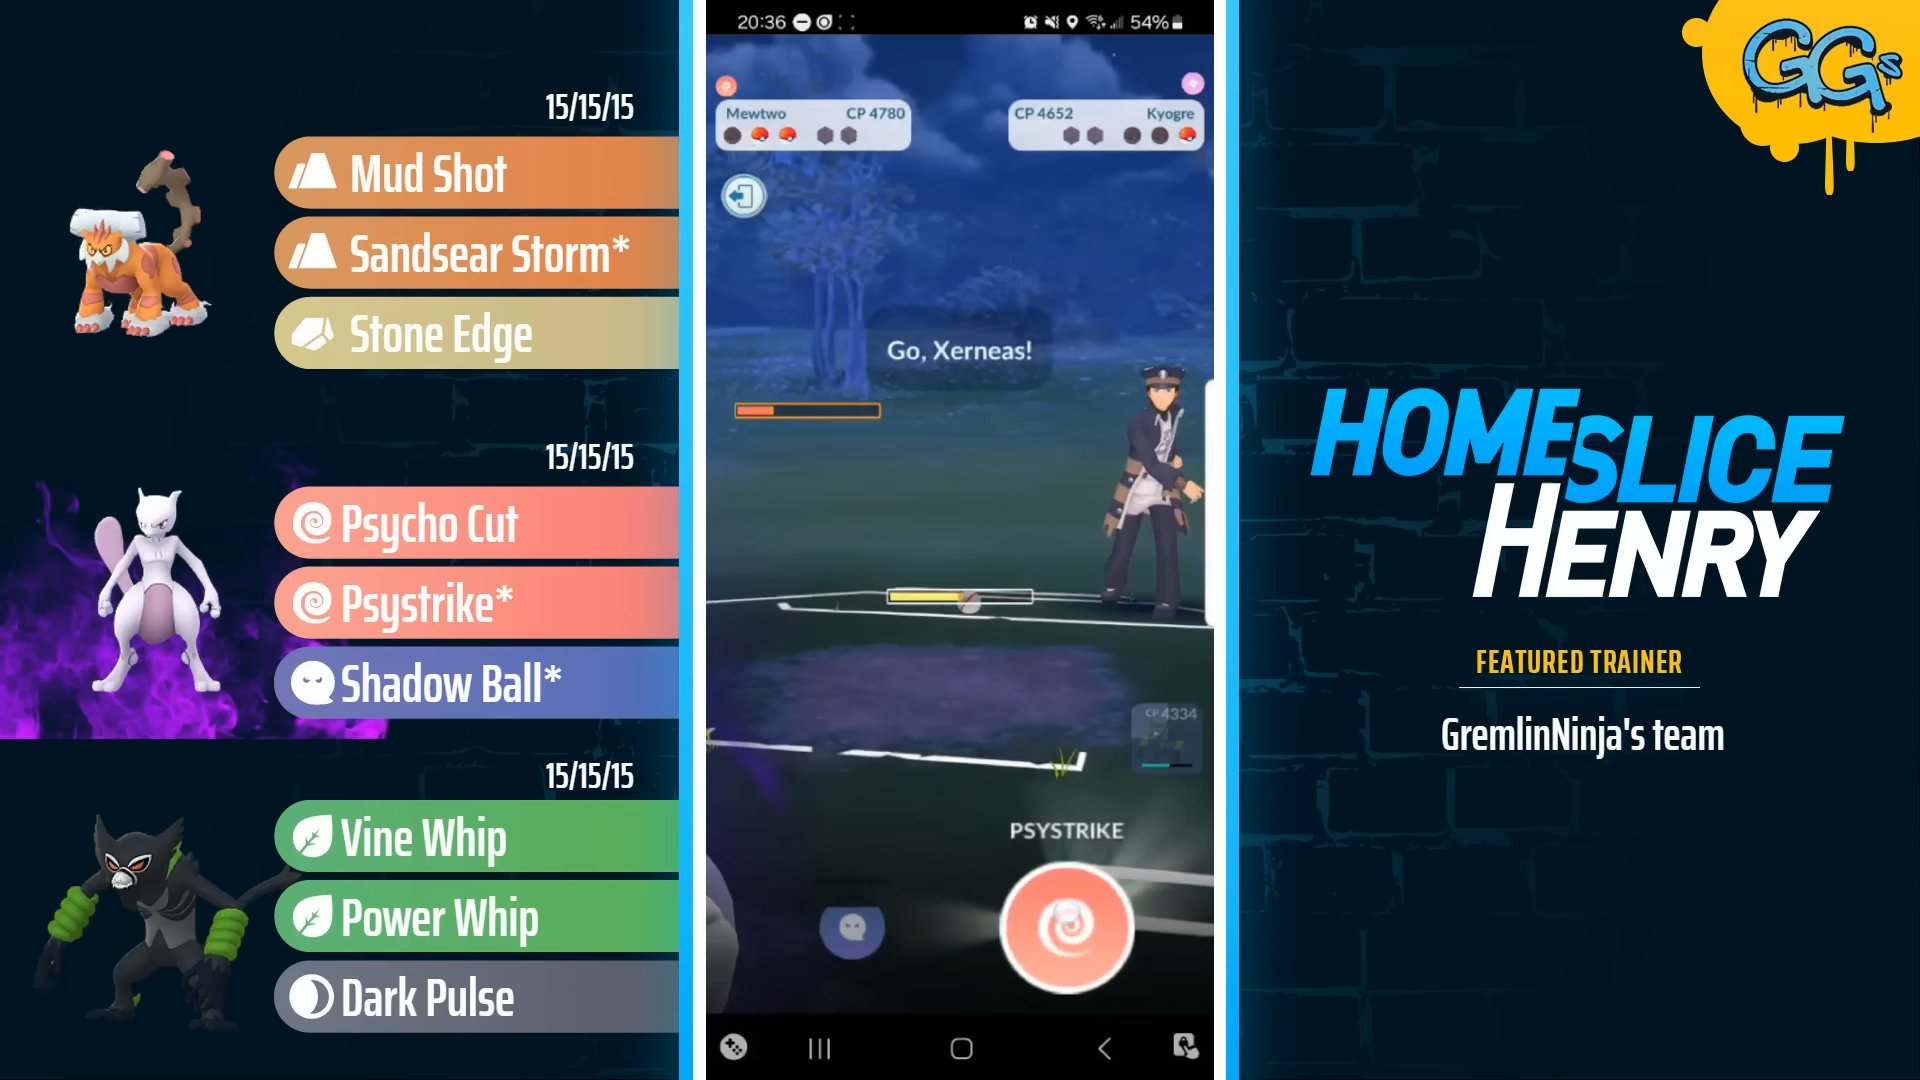 15/15/15
Mud Shot
Sandsear Storm*
Stone Edge
15/15/15
Psycho Cut
Psystrike*
Shadow Ball*
15/15/15
Vine Whip
Power Whip
Dark Pulse
20:36
54%
Mewtwo CP 4780
CP 4652 Kyogre
Go, Xerneas!
CP 4334
PSYSTRIKE
GGs
HOMESLICE
HENRY
FEATURED TRAINER
GremlinNinja's team